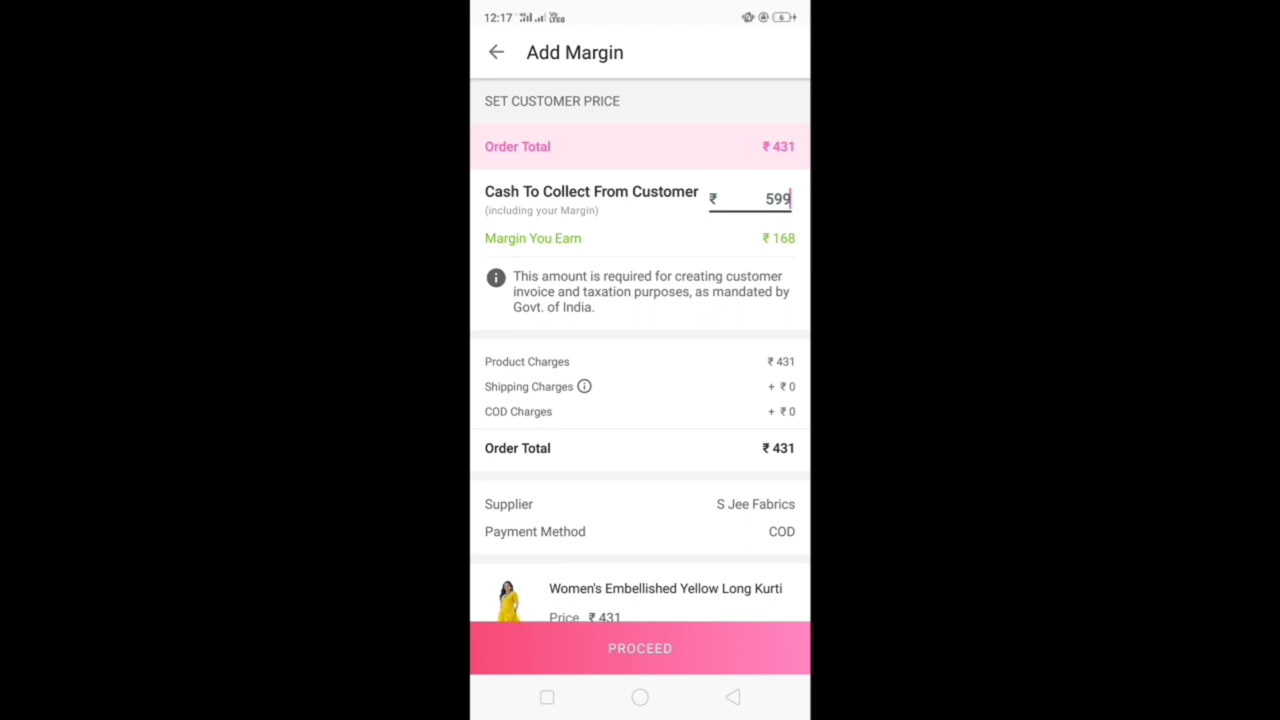 12:17
Add Margin
SET CUSTOMER PRICE
Order Total ₹ 431
Cash To Collect From Customer ₹ 599
(including your Margin)
Margin You Earn ₹ 168
This amount is required for creating customer
invoice and taxation purposes, as mandated by
Govt. of India.
Product Charges ₹ 431
Shipping Charges + ₹ 0
COD Charges + ₹ 0
Order Total ₹ 431
Supplier S Jee Fabrics
Payment Method COD
Women's Embellished Yellow Long Kurti
Price ₹ 431
PROCEED